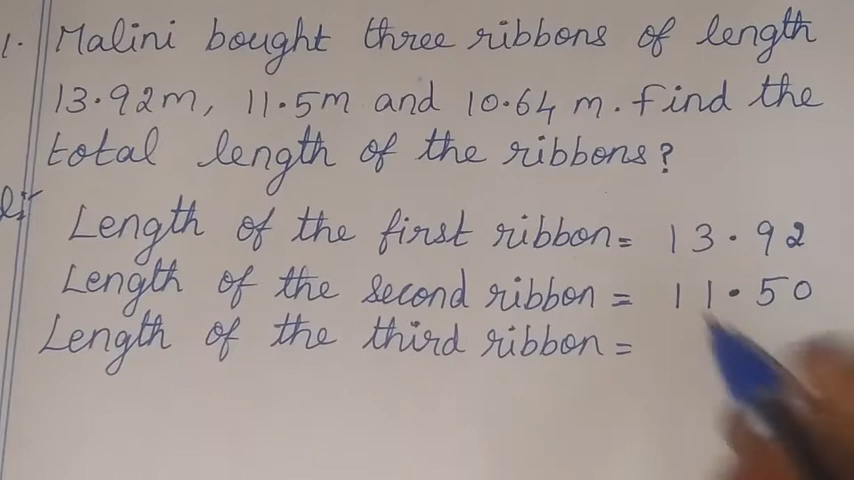 1. Malini bought three ribbons of length
13.92m, 11.5m and 10.64 m. Find the
total length of the ribbons?
Length of the first ribbon = 13.92
Length of the second ribbon = 11.50
Length of the third ribbon =